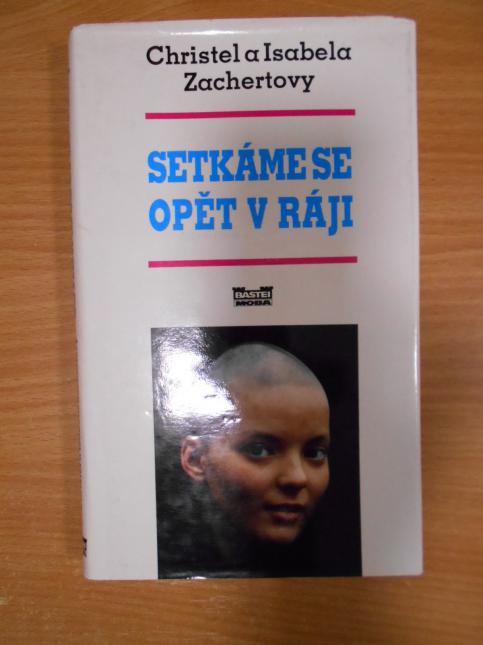 Christel a Isabela
Zachertovy
SETKÁME SE
OPĚT V RÁJI
BASTEI
MOBA